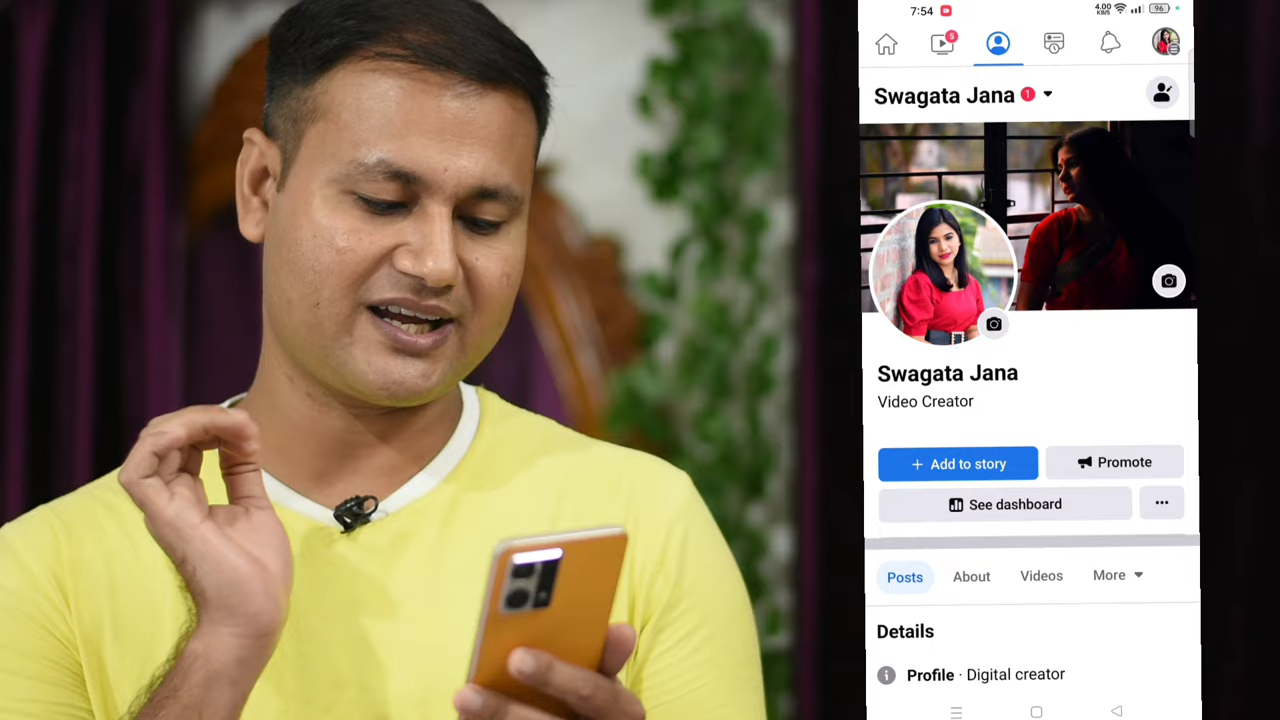 7:54
4.00
KB/S
96
5
Swagata Jana 1
Swagata Jana
Video Creator
+ Add to story
Promote
See dashboard
Posts About Videos More
Details
Profile · Digital creator